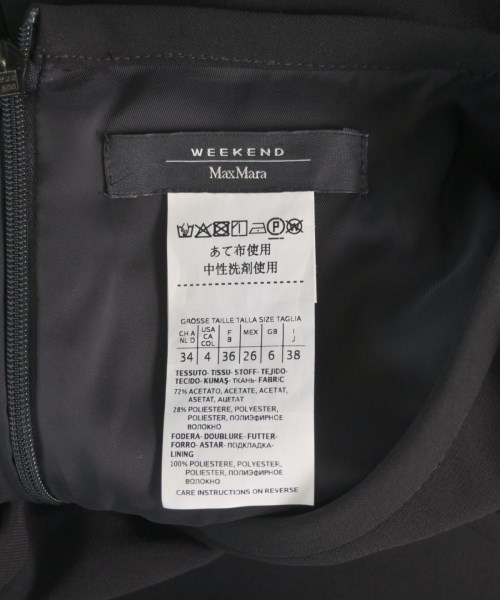 WEEKEND
MaxMara
あて布使用
中性洗剤使用
GRÖSSE TAILLE TALLA SIZE TAGLIA
CH A NL D USA CA COL F B MEX GB I J
34 4 36 26 6 38
TESSUTO- TISSU- STOFF- TEJIDO-
TECIDO- KUMAŞ- ТКАНЬ- FABRIC
72% ACETATO, ACETATE, ACETAT,
ASETAT, АЦЕТАТ
28% POLIESTERE, POLYESTER,
POLIESTER, ПОЛИЭФИРНОЕ
ВОЛОКНО
FODERA- DOUBLURE- FUTTER-
FORRO- ASTAR- ПОДКЛАДКА-
LINING
100% POLIESTERE, POLYESTER,
POLIESTER, ПОЛИЭФИРНОЕ
ВОЛОКНО
CARE INSTRUCTIONS ON REVERSE